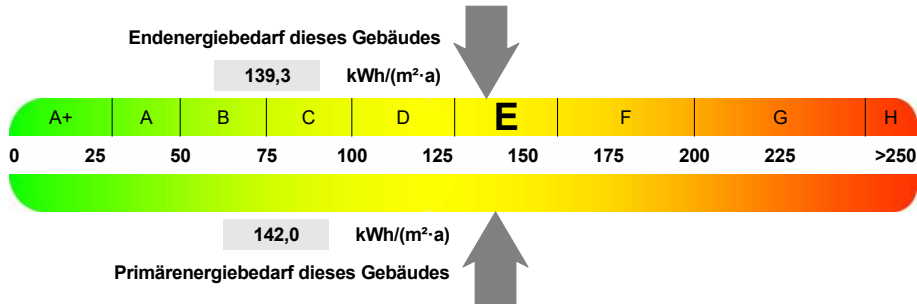 Endenergiebedarf dieses Gebäudes
139,3 kWh/(m²·a)
A+ A B C D E F G H
0 25 50 75 100 125 150 175 200 225 >250
142,0 kWh/(m²·a)
Primärenergiebedarf dieses Gebäudes